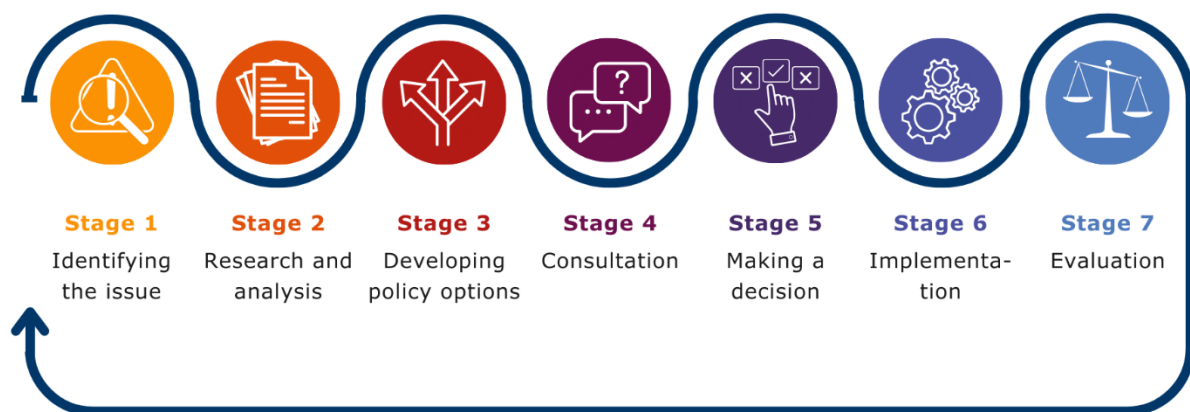 Stage 1
Identifying
the issue
Stage 2
Research and
analysis
Stage 3
Developing
policy options
Stage 4
Consultation
Stage 5
Making a
decision
Stage 6
Implementa-
tion
Stage 7
Evaluation